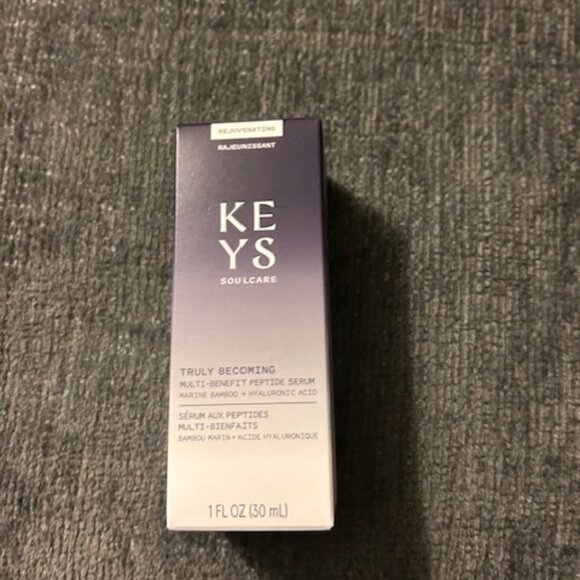 REJUVENATING
RAJEUNISSANT
KE
YS
SOULCARE
TRULY BECOMING
MULTI-BENEFIT PEPTIDE SERUM
MARINE BAMBOO + HYALURONIC ACID
SÉRUM AUX PEPTIDES
MULTI-BIENFAITS
BAMBOU MARIN + ACIDE HYALURONIQUE
1 FL OZ (30 mL)